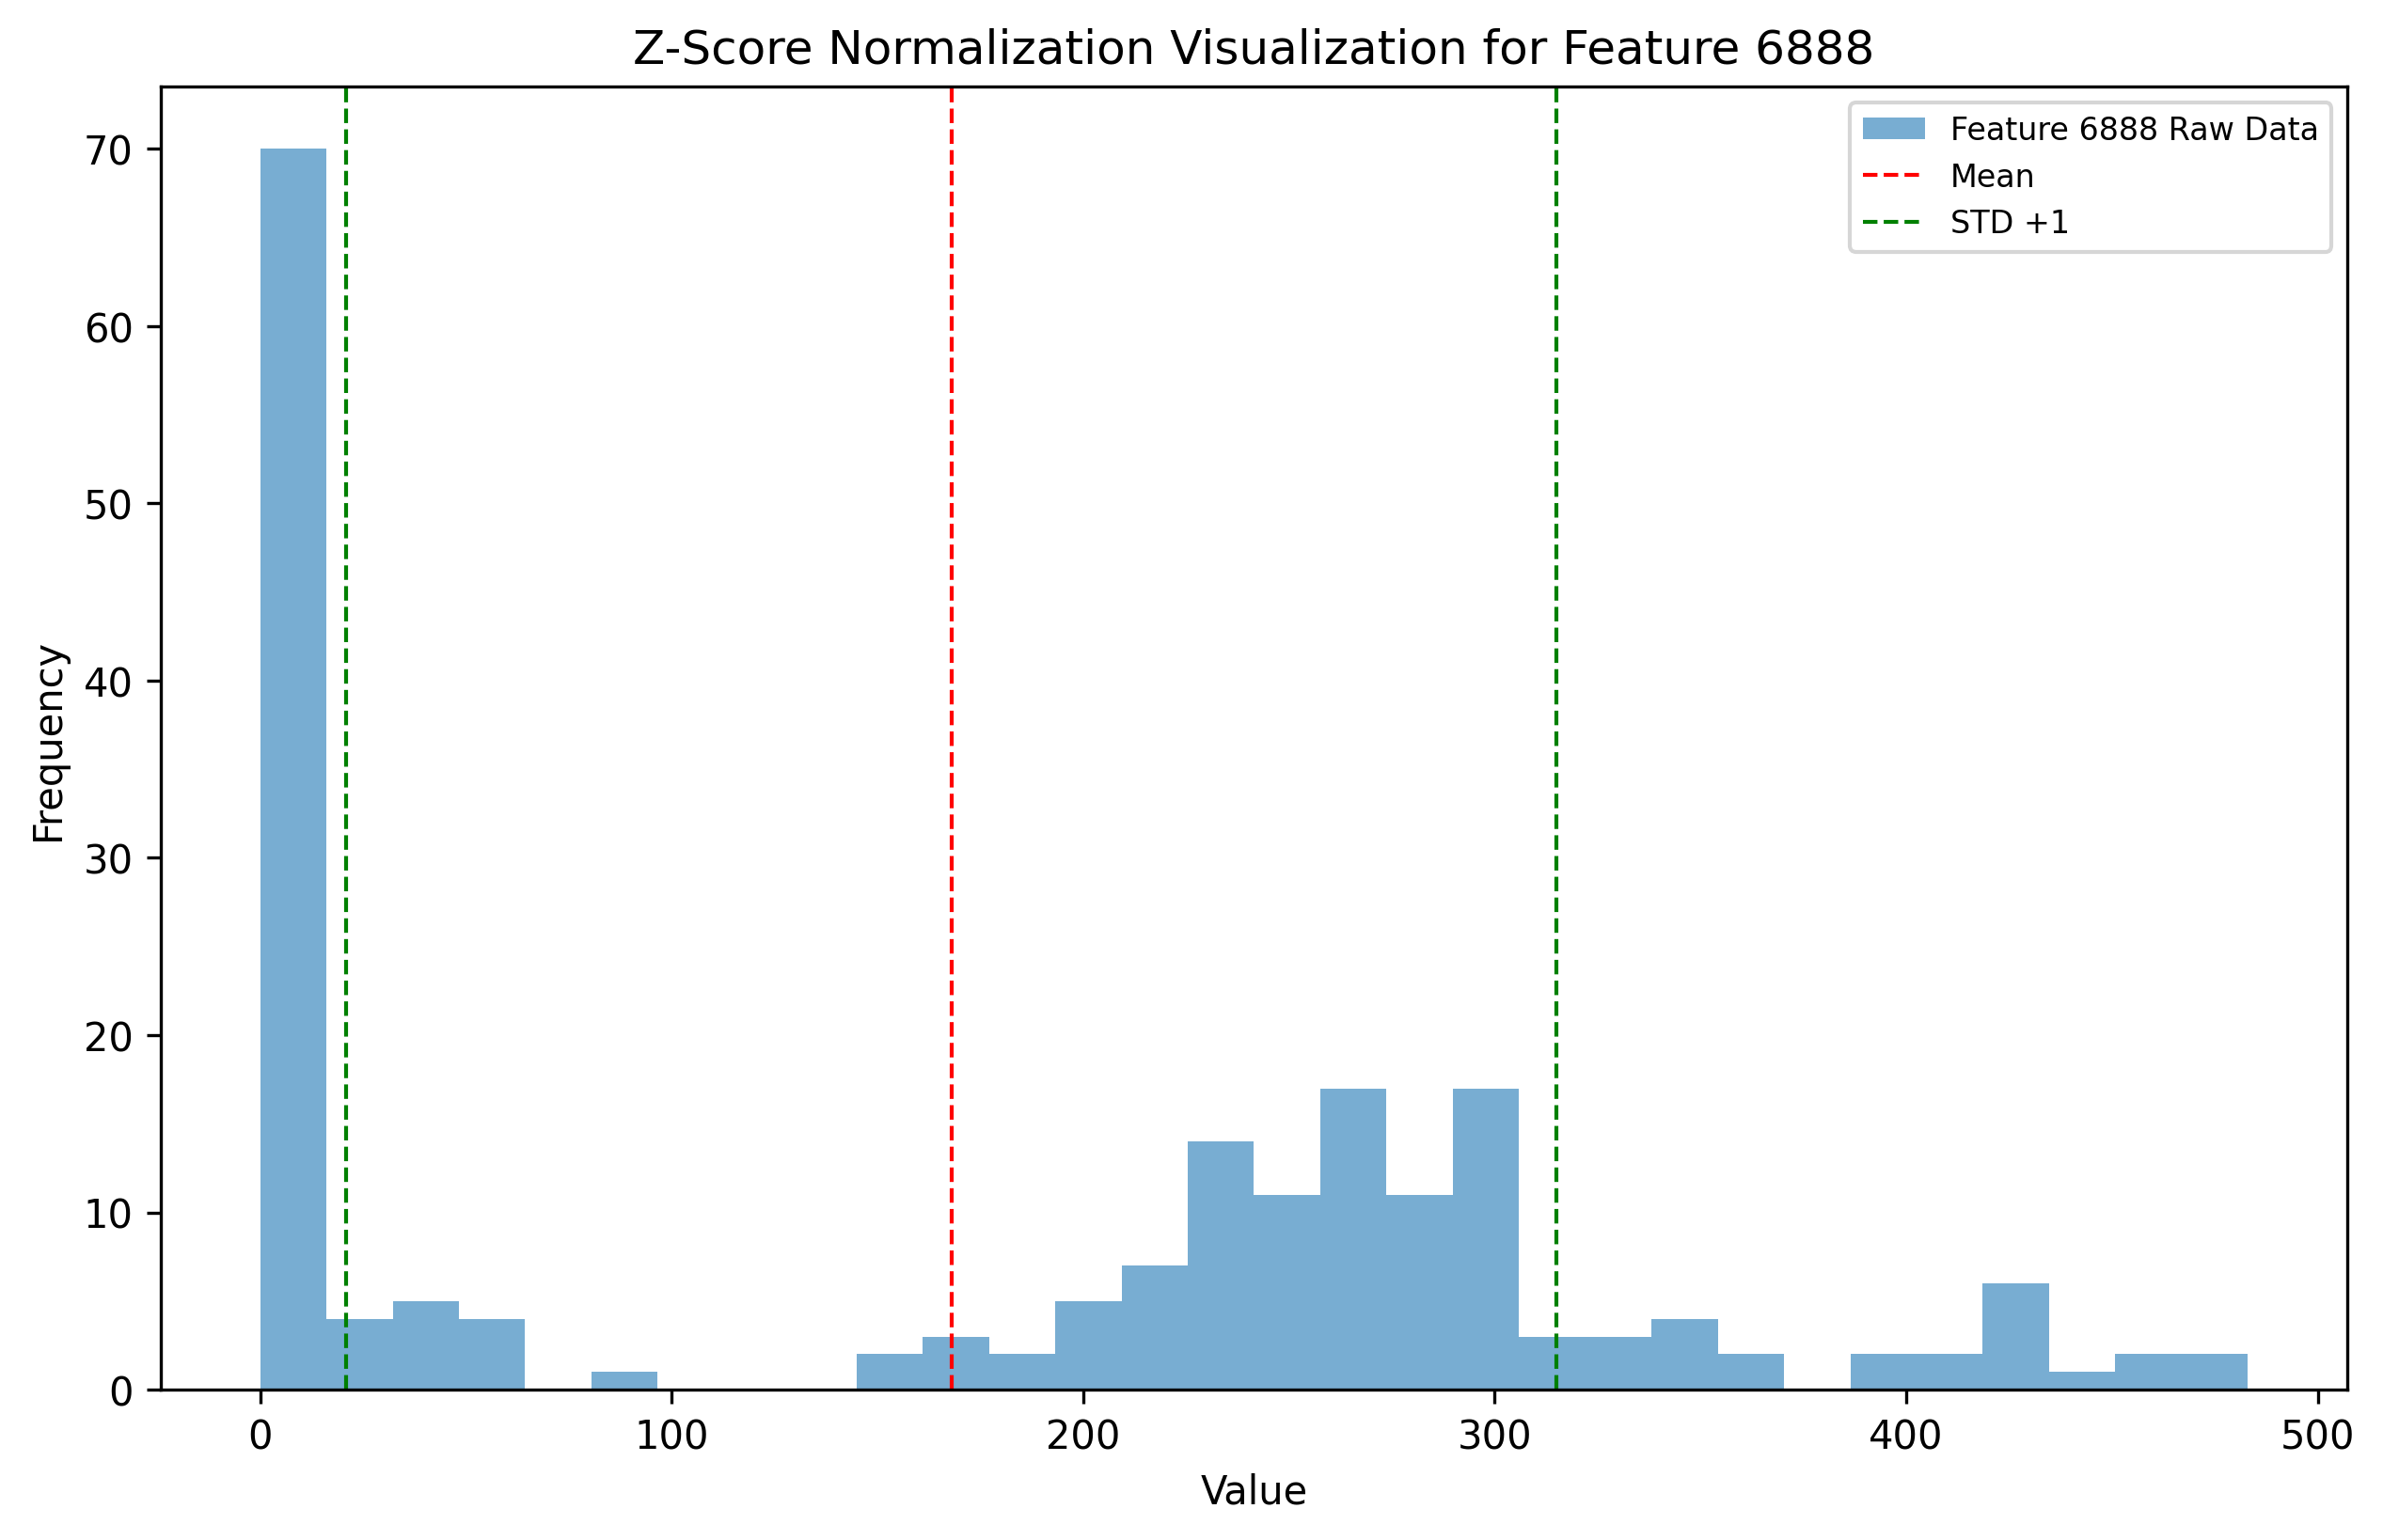 Z-Score Normalization Visualization for Feature 6888
Feature 6888 Raw Data
Mean
STD +1
70
60
50
40
30
20
10
0
Frequency
0 100 200 300 400 500
Value